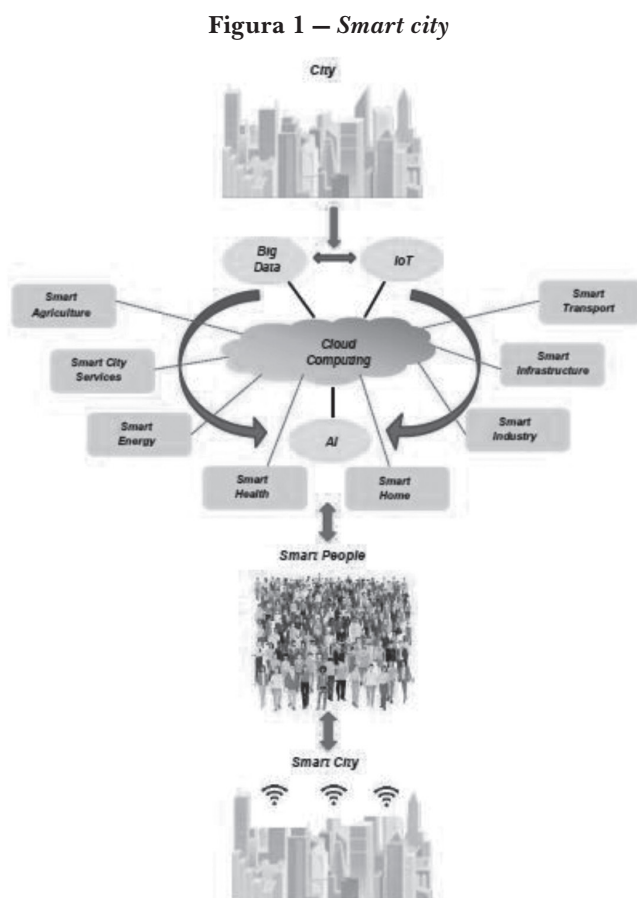 Figura 1 — Smart city
City
Big
Data
IoT
Smart
Agriculture
Smart
Transport
Cloud
Computing
Smart City
Services
Smart
Infrastructure
Smart
Energy
AI
Smart
Industry
Smart
Health
Smart
Home
Smart People
Smart City